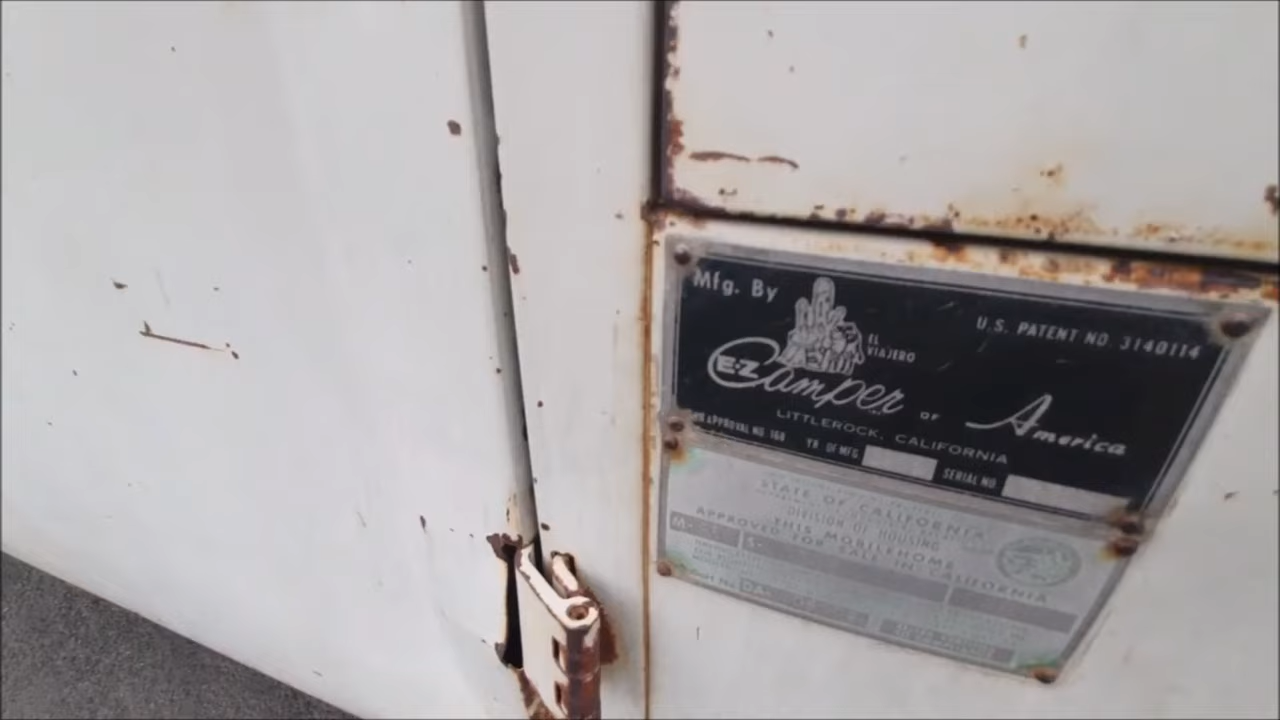 Mfg. By
EL
VIAJERO
U.S. PATENT NO. 3140114
E-Z Camper OF America
LITTLEROCK, CALIFORNIA
APPROVAL NO. 168 YR OF MFG SERIAL NO
STATE OF CALIFORNIA
DIVISION OF HOUSING
THIS MOBILEHOME
APPROVED FOR SALE IN CALIFORNIA